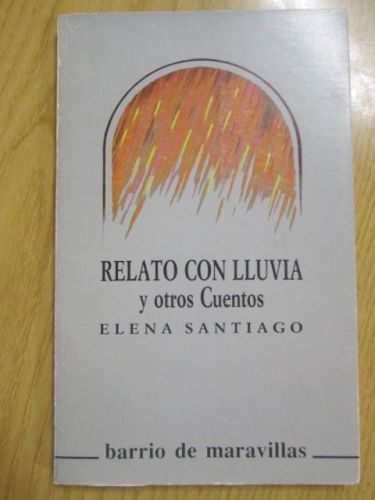 RELATO CON LLUVIA
y otros Cuentos
ELENA SANTIAGO
barrio de maravillas